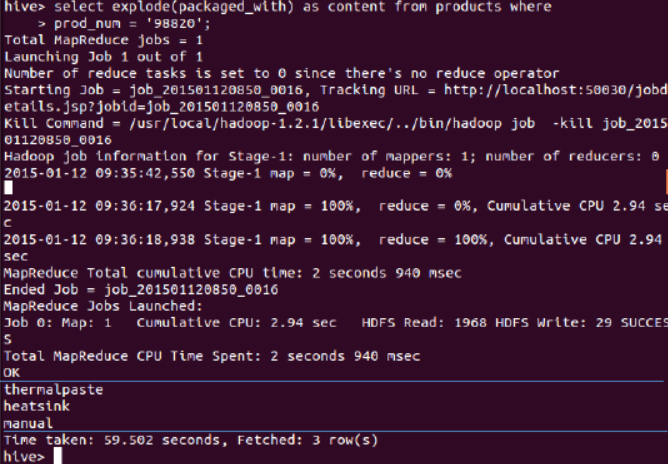 hive> select explode(packaged_with) as content from products where
    > prod_num = '98820';
Total MapReduce jobs = 1
Launching Job 1 out of 1
Number of reduce tasks is set to 0 since there's no reduce operator
Starting Job = job_201501120850_0016, Tracking URL = http://localhost:50030/jobd
etails.jsp?jobid=job_201501120850_0016
Kill Command = /usr/local/hadoop-1.2.1/libexec/../bin/hadoop job  -kill job_2015
01120850_0016
Hadoop job information for Stage-1: number of mappers: 1; number of reducers: 0
2015-01-12 09:35:42,550 Stage-1 map = 0%,  reduce = 0%
2015-01-12 09:36:17,924 Stage-1 map = 100%,  reduce = 0%, Cumulative CPU 2.94 se
c
2015-01-12 09:36:18,938 Stage-1 map = 100%,  reduce = 100%, Cumulative CPU 2.94
sec
MapReduce Total cumulative CPU time: 2 seconds 940 msec
Ended Job = job_201501120850_0016
MapReduce Jobs Launched:
Job 0: Map: 1   Cumulative CPU: 2.94 sec   HDFS Read: 1968 HDFS Write: 29 SUCCES
S
Total MapReduce CPU Time Spent: 2 seconds 940 msec
OK
thermalpaste
heatsink
manual
Time taken: 59.502 seconds, Fetched: 3 row(s)
hive>